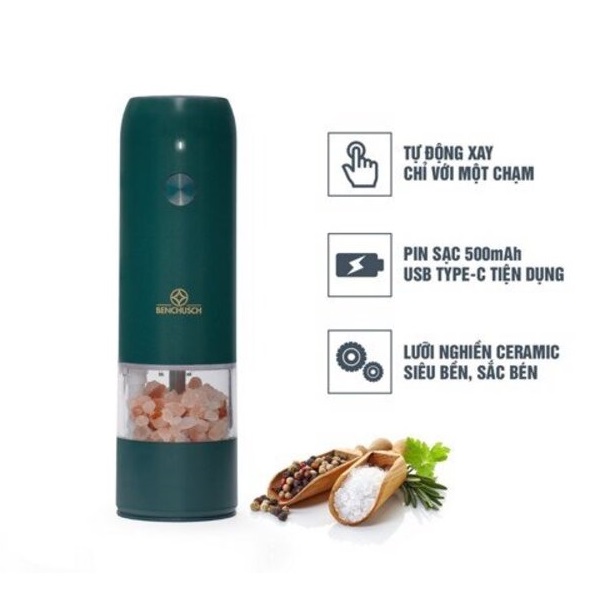 TỰ ĐỘNG XAY
CHỈ VỚI MỘT CHẠM
PIN SẠC 500mAh
USB TYPE-C TIỆN DỤNG
BENCHUSCH
LƯỠI NGHIỀN CERAMIC
SIÊU BỀN, SẮC BÉN